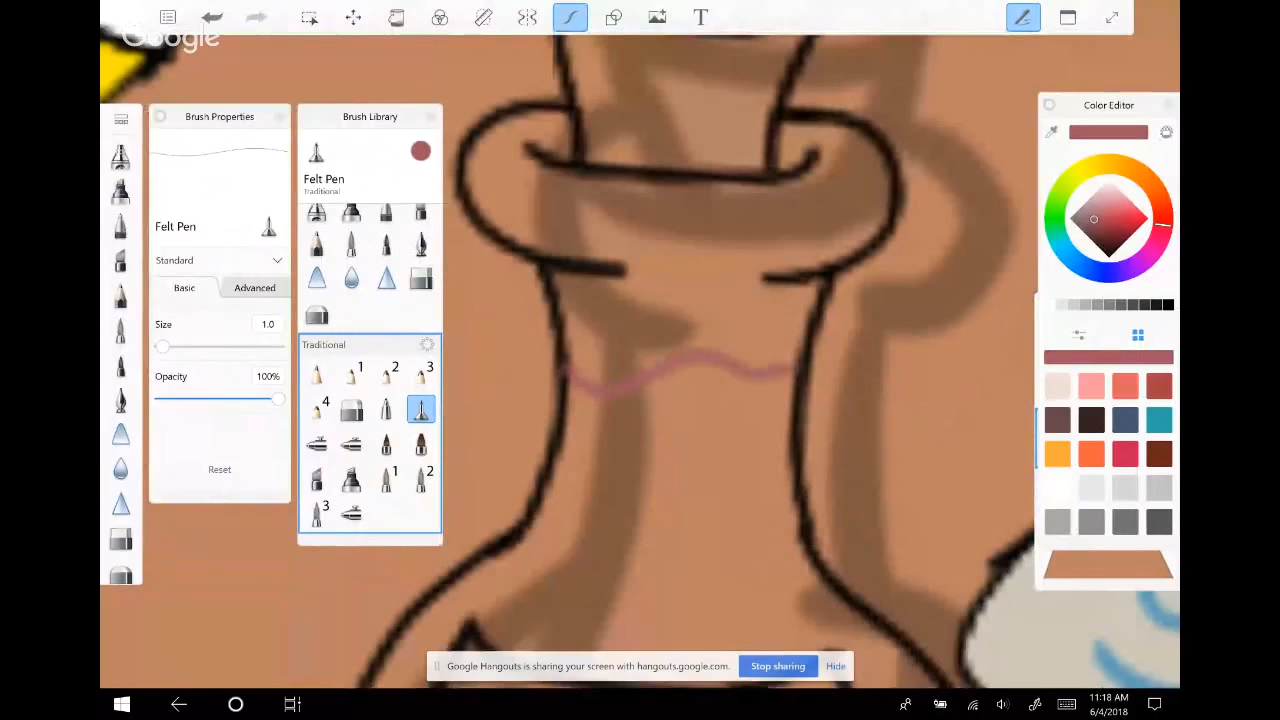 T
Google
Brush Properties
Felt Pen
Standard
Basic
Advanced
Size
1.0
Opacity
100%
Reset
Brush Library
Felt Pen
Traditional
Traditional
1
2
3
4
1
2
3
Color Editor
Google Hangouts is sharing your screen with hangouts.google.com.
Stop sharing
Hide
11:18 AM
6/4/2018